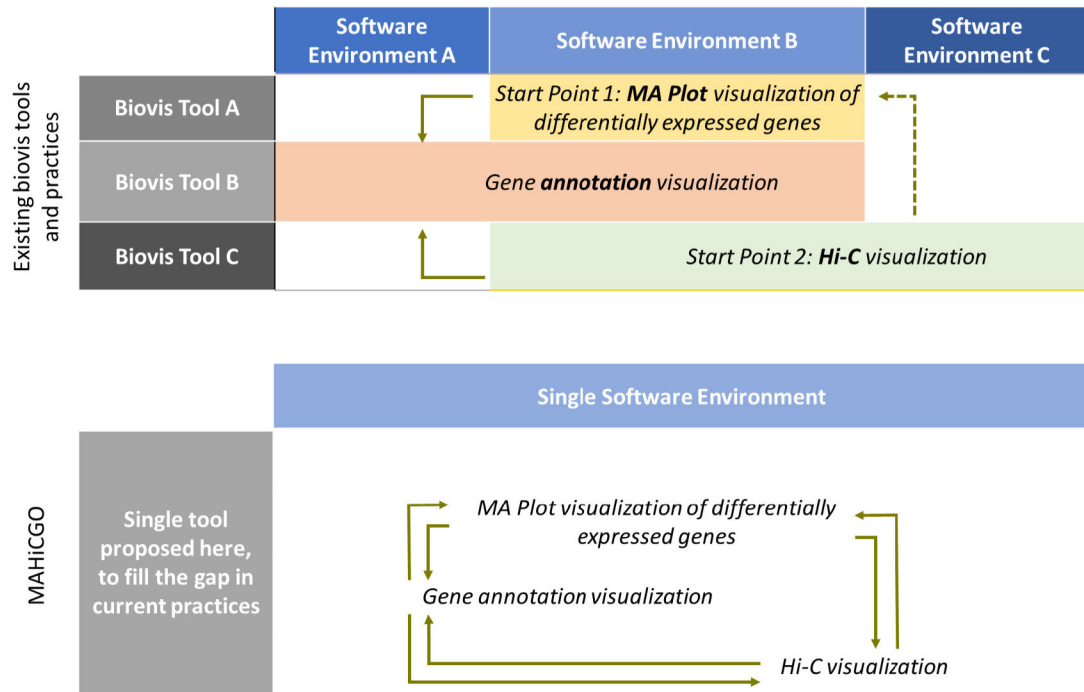 Software
Environment A
Software Environment B
Software
Environment C
Existing biovis tools
and practices
Biovis Tool A
Start Point 1: MA Plot visualization of
differentially expressed genes
Biovis Tool B
Gene annotation visualization
Biovis Tool C
Start Point 2: Hi-C visualization
Single Software Environment
MAHiCGO
Single tool
proposed here,
to fill the gap in
current practices
MA Plot visualization of differentially
expressed genes
Gene annotation visualization
Hi-C visualization